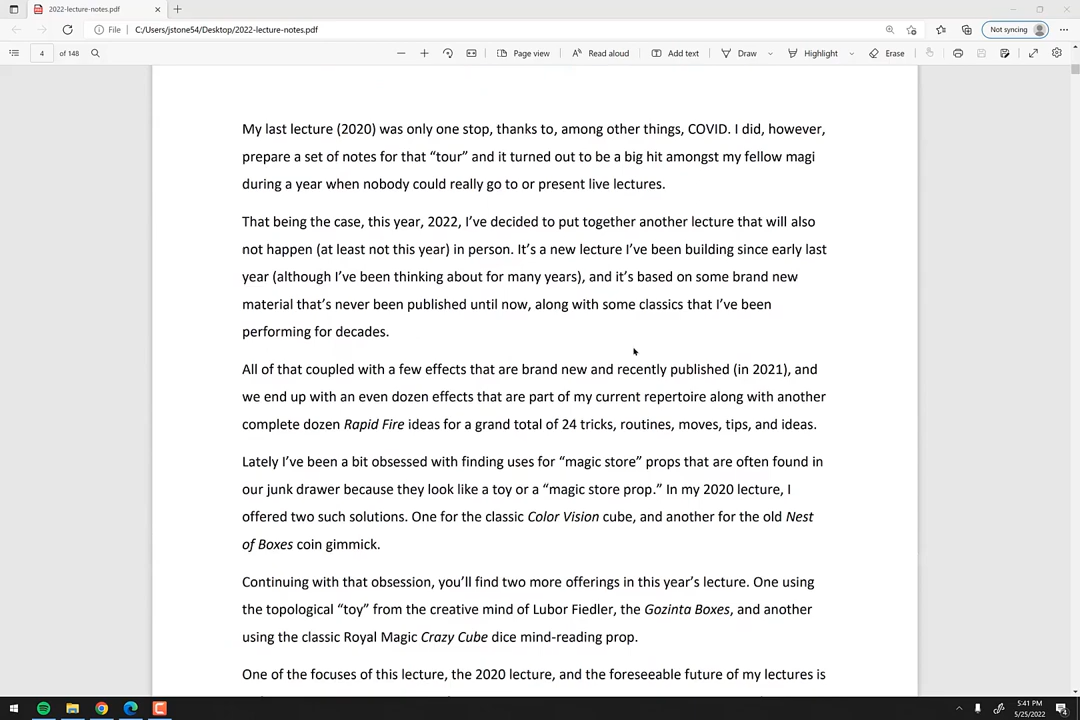 2022-lecture-notes.pdf
File
C:/Users/jstone54/Desktop/2022-lecture-notes.pdf
Not syncing
4 of 148
Page view
Read aloud
Add text
Draw
Highlight
Erase
My last lecture (2020) was only one stop, thanks to, among other things, COVID. I did, however,
prepare a set of notes for that “tour” and it turned out to be a big hit amongst my fellow magi
during a year when nobody could really go to or present live lectures.
That being the case, this year, 2022, I’ve decided to put together another lecture that will also
not happen (at least not this year) in person. It’s a new lecture I’ve been building since early last
year (although I’ve been thinking about for many years), and it’s based on some brand new
material that’s never been published until now, along with some classics that I’ve been
performing for decades.
All of that coupled with a few effects that are brand new and recently published (in 2021), and
we end up with an even dozen effects that are part of my current repertoire along with another
complete dozen Rapid Fire ideas for a grand total of 24 tricks, routines, moves, tips, and ideas.
Lately I’ve been a bit obsessed with finding uses for “magic store” props that are often found in
our junk drawer because they look like a toy or a “magic store prop.” In my 2020 lecture, I
offered two such solutions. One for the classic Color Vision cube, and another for the old Nest
of Boxes coin gimmick.
Continuing with that obsession, you’ll find two more offerings in this year’s lecture. One using
the topological “toy” from the creative mind of Lubor Fiedler, the Gozinta Boxes, and another
using the classic Royal Magic Crazy Cube dice mind-reading prop.
One of the focuses of this lecture, the 2020 lecture, and the foreseeable future of my lectures is
5:41 PM
5/25/2022